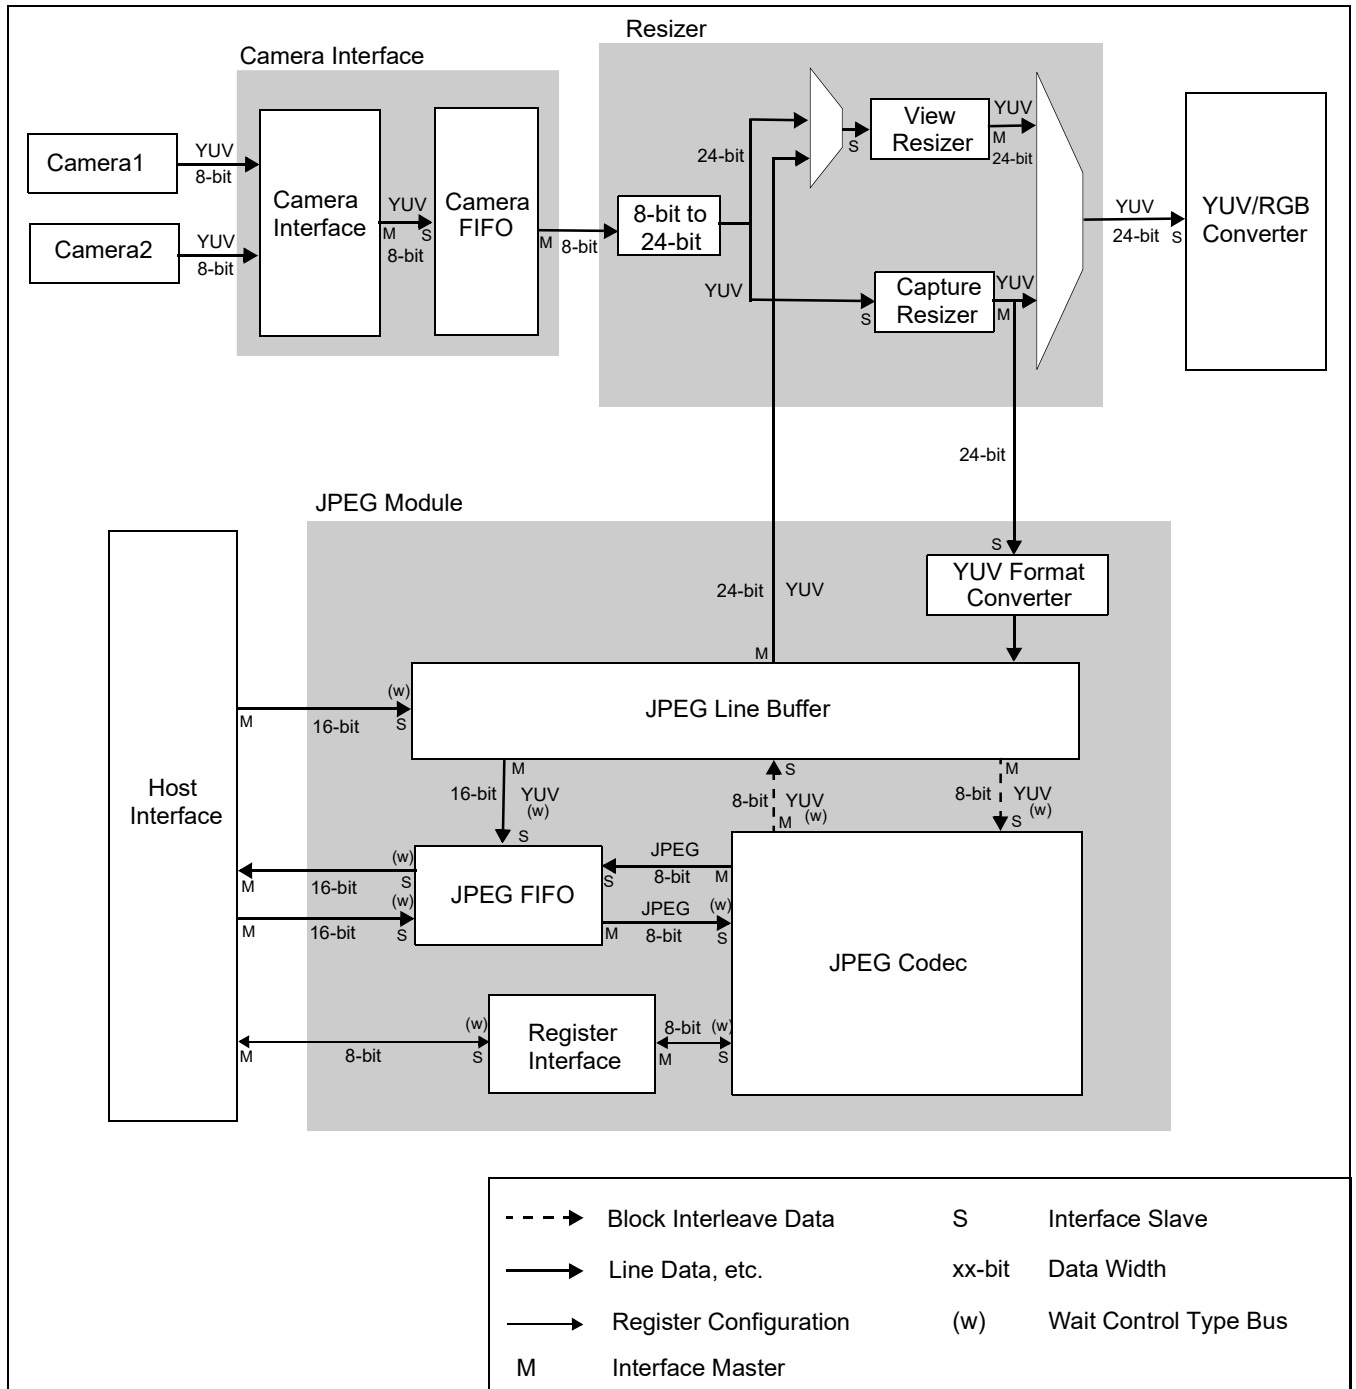 Resizer
Camera Interface
Camera1
YUV
8-bit
Camera2
YUV
8-bit
Camera
Interface
YUV
M
S
8-bit
Camera
FIFO
M
8-bit
8-bit to
24-bit
24-bit
YUV
S
View
Resizer
YUV
M
24-bit
S
Capture
Resizer
YUV
M
YUV
24-bit
S
YUV/RGB
Converter
24-bit
JPEG Module
S
YUV Format
Converter
24-bit
YUV
M
Host
Interface
M
16-bit
(w)
S
JPEG Line Buffer
M
16-bit
YUV
(w)
S
S
8-bit
YUV
(w)
M
M
8-bit
YUV
(w)
S
M
16-bit
(w)
S
M
16-bit
(w)
S
JPEG FIFO
JPEG
S
8-bit
M
JPEG
(w)
M
8-bit
S
JPEG Codec
M
8-bit
(w)
S
Register
Interface
8-bit
(w)
M
S
Block Interleave Data
S
Interface Slave
Line Data, etc.
xx-bit
Data Width
Register Configuration
(w)
Wait Control Type Bus
M
Interface Master